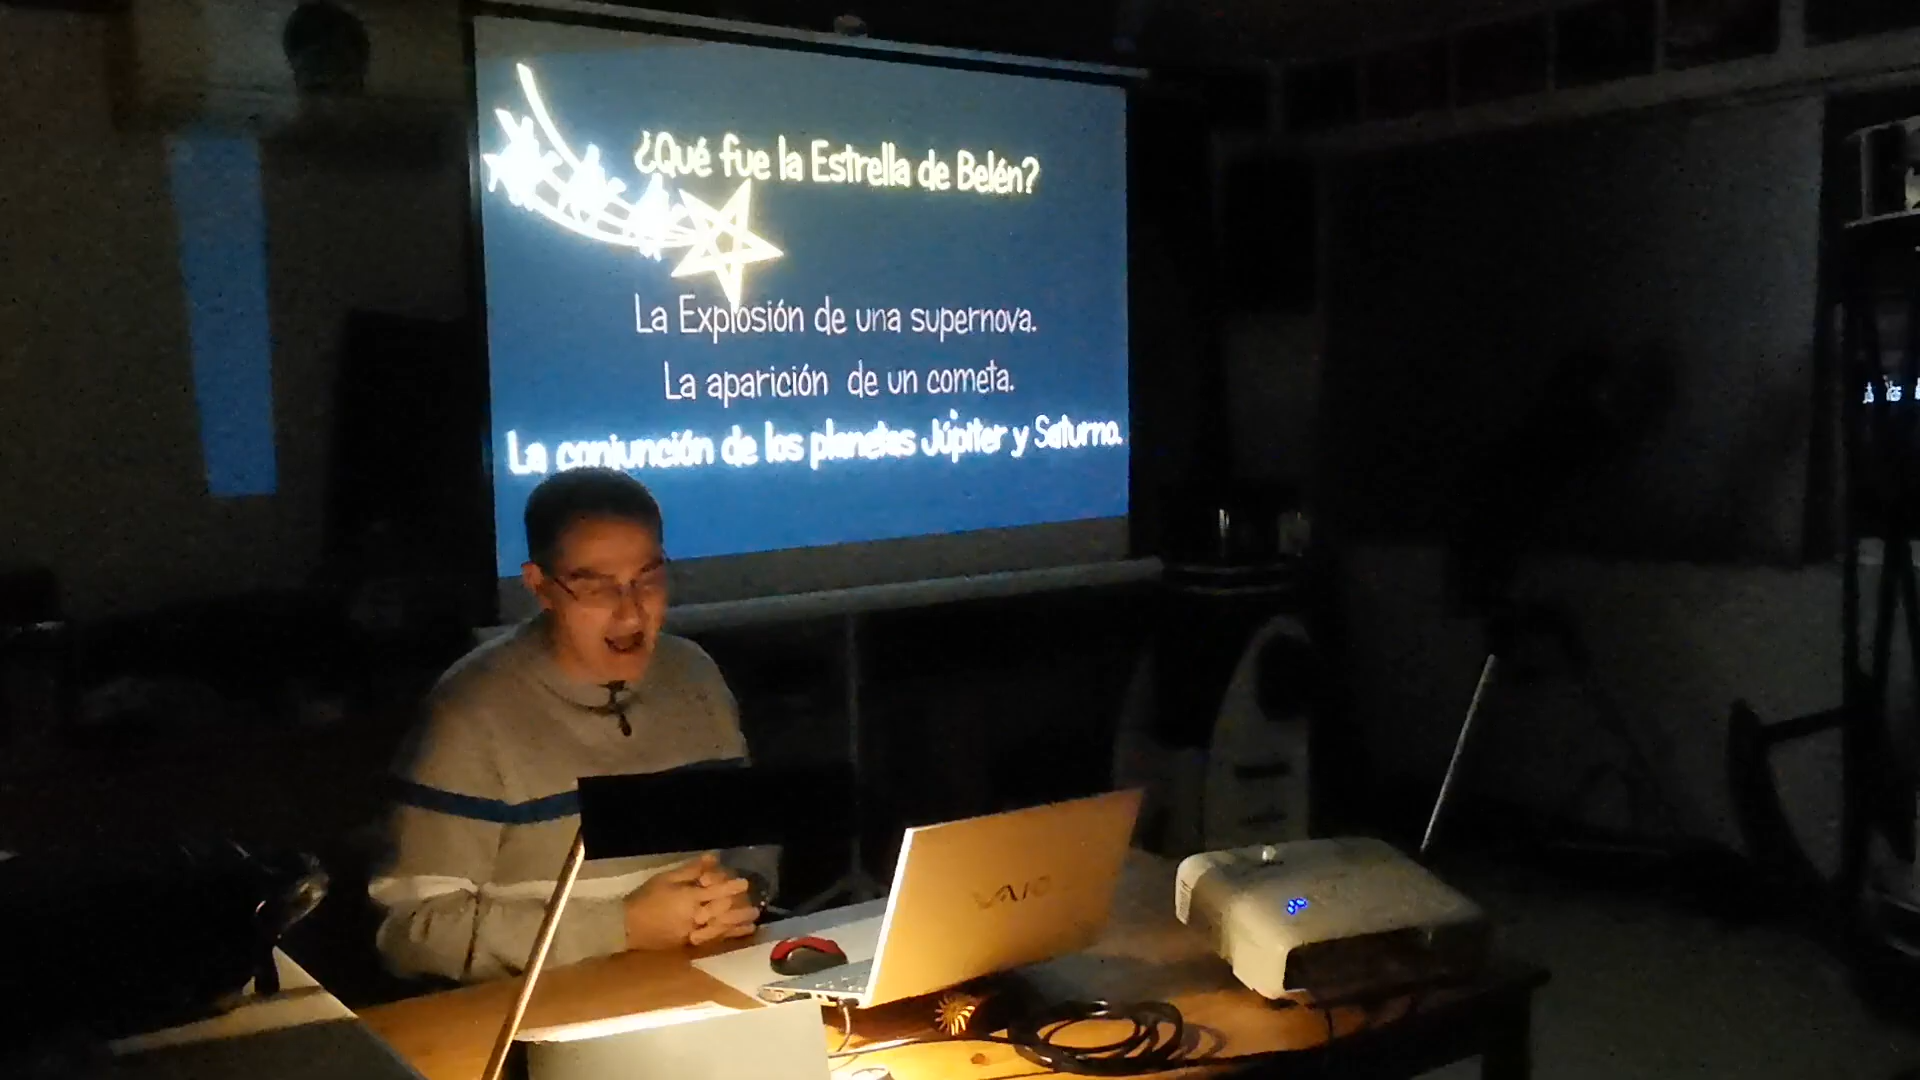 ¿Qué fue la Estrella de Belén?
La Explosión de una supernova.
La aparición de un cometa.
La conjunción de los planetas Júpiter y Saturno.
VAIO